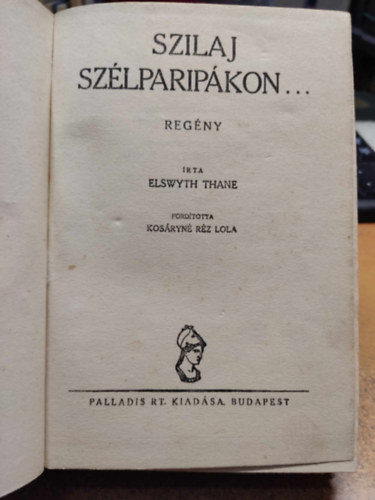 SZILAJ
SZÉLPARIPÁKON...
REGÉNY
ÍRTA
ELSWYTH THANE
FORDÍTOTTA
KOSÁRYNÉ RÉZ LOLA
PALLADIS RT. KIADÁSA, BUDAPEST